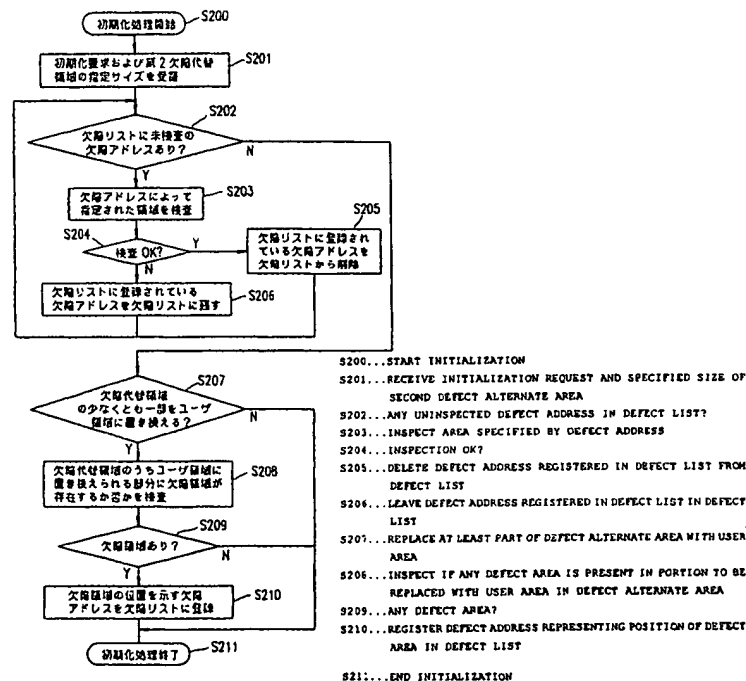 初期化処理開始
S200
初期化要求および第2欠陥代替
領域の指定サイズを受領
S201
S202
欠陥リストに未検査の
欠陥アドレスあり?
N
Y
欠陥アドレスによって
指定された領域を検査
S203
S204
検査 OK?
Y
N
S205
欠陥リストに登録され
ている欠陥アドレスを
欠陥リストから削除
欠陥リストに登録されている
欠陥アドレスを欠陥リストに残す
S206
S207
欠陥代替領域
の少なくとも一部をユーザ
領域に置き換える?
N
Y
欠陥代替領域のうちユーザ領域に
置き換えられる部分に欠陥領域が
存在するか否かを検査
S208
S209
欠陥領域あり?
N
Y
欠陥領域の位置を示す欠陥
アドレスを欠陥リストに登録
S210
初期化処理終了
S211
S200...START INITIALIZATION
S201...RECEIVE INITIALIZATION REQUEST AND SPECIFIED SIZE OF
SECOND DEFECT ALTERNATE AREA
S202...ANY UNINSPECTED DEFECT ADDRESS IN DEFECT LIST?
S203...INSPECT AREA SPECIFIED BY DEFECT ADDRESS
S204...INSPECTION OK?
S205...DELETE DEFECT ADDRESS REGISTERED IN DEFECT LIST FROM
DEFECT LIST
S206...LEAVE DEFECT ADDRESS REGISTERED IN DEFECT LIST IN DEFECT
LIST
S207...REPLACE AT LEAST PART OF DEFECT ALTERNATE AREA WITH USER
AREA
S208...INSPECT IF ANY DEFECT AREA IS PRESENT IN PORTION TO BE
REPLACED WITH USER AREA IN DEFECT ALTERNATE AREA
S209...ANY DEFECT AREA?
S210...REGISTER DEFECT ADDRESS REPRESENTING POSITION OF DEFECT
AREA IN DEFECT LIST
S211...END INITIALIZATION